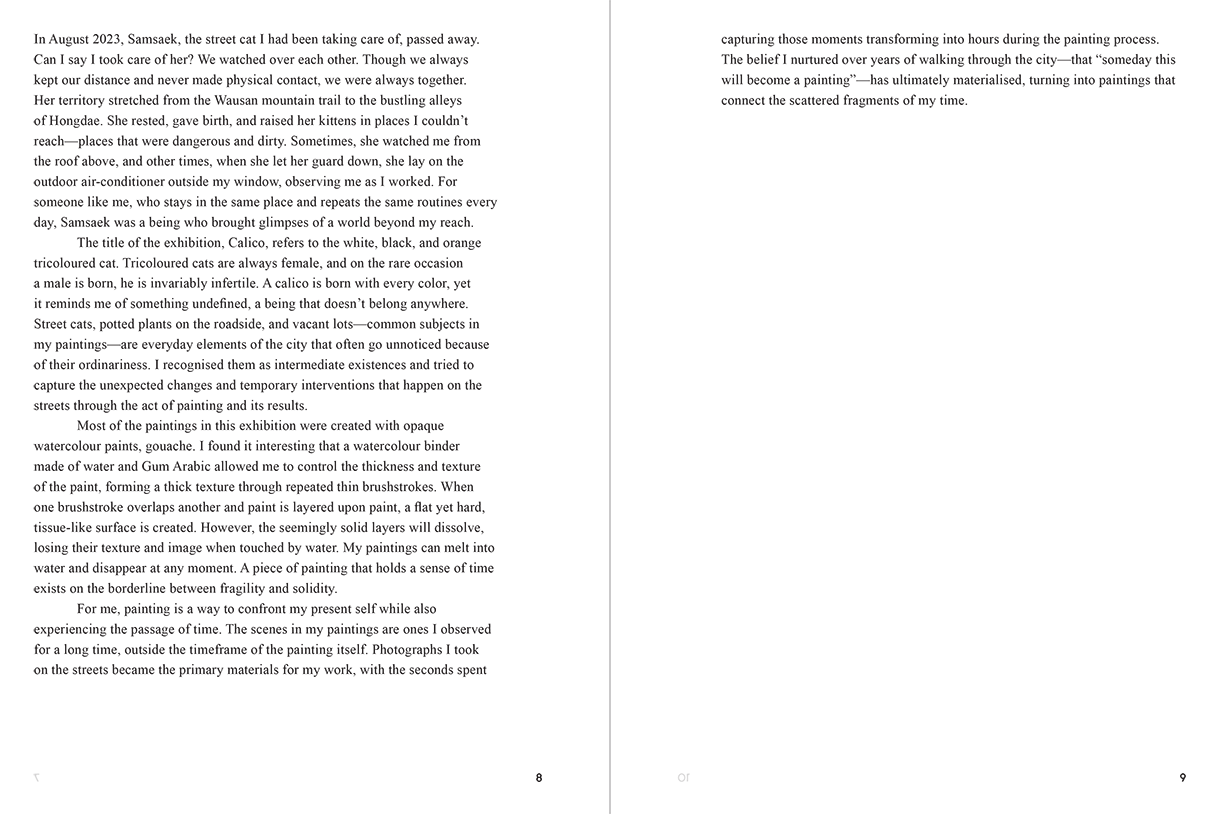 In August 2023, Samsaek, the street cat I had been taking care of, passed away.
Can I say I took care of her? We watched over each other. Though we always
kept our distance and never made physical contact, we were always together.
Her territory stretched from the Wausan mountain trail to the bustling alleys
of Hongdae. She rested, gave birth, and raised her kittens in places I couldn’t
reach—places that were dangerous and dirty. Sometimes, she watched me from
the roof above, and other times, when she let her guard down, she lay on the
outdoor air-conditioner outside my window, observing me as I worked. For
someone like me, who stays in the same place and repeats the same routines every
day, Samsaek was a being who brought glimpses of a world beyond my reach.
The title of the exhibition, Calico, refers to the white, black, and orange
tricoloured cat. Tricoloured cats are always female, and on the rare occasion
a male is born, he is invariably infertile. A calico is born with every color, yet
it reminds me of something undefined, a being that doesn’t belong anywhere.
Street cats, potted plants on the roadside, and vacant lots—common subjects in
my paintings—are everyday elements of the city that often go unnoticed because
of their ordinariness. I recognised them as intermediate existences and tried to
capture the unexpected changes and temporary interventions that happen on the
streets through the act of painting and its results.
Most of the paintings in this exhibition were created with opaque
watercolour paints, gouache. I found it interesting that a watercolour binder
made of water and Gum Arabic allowed me to control the thickness and texture
of the paint, forming a thick texture through repeated thin brushstrokes. When
one brushstroke overlaps another and paint is layered upon paint, a flat yet hard,
tissue-like surface is created. However, the seemingly solid layers will dissolve,
losing their texture and image when touched by water. My paintings can melt into
water and disappear at any moment. A piece of painting that holds a sense of time
exists on the borderline between fragility and solidity.
For me, painting is a way to confront my present self while also
experiencing the passage of time. The scenes in my paintings are ones I observed
for a long time, outside the timeframe of the painting itself. Photographs I took
on the streets became the primary materials for my work, with the seconds spent
7
8
capturing those moments transforming into hours during the painting process.
The belief I nurtured over years of walking through the city—that “someday this
will become a painting”—has ultimately materialised, turning into paintings that
connect the scattered fragments of my time.
10
9